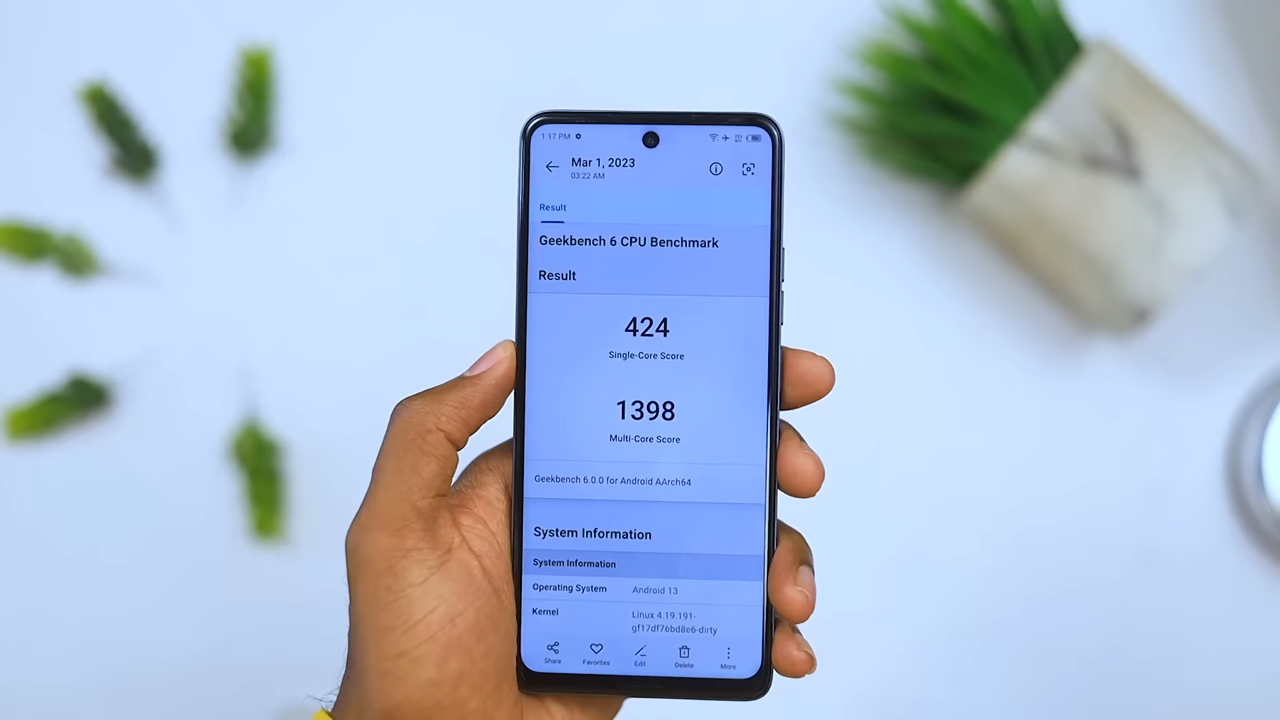 1:17 PM
Mar 1, 2023
03:22 AM
Result
Geekbench 6 CPU Benchmark
Result
424
Single-Core Score
1398
Multi-Core Score
Geekbench 6.0.0 for Android AArch64
System Information
System Information
Operating System Android 13
Kernel Linux 4.19.191-
gf17df76bd8e6-dirty
Share Favorites Edit Delete More